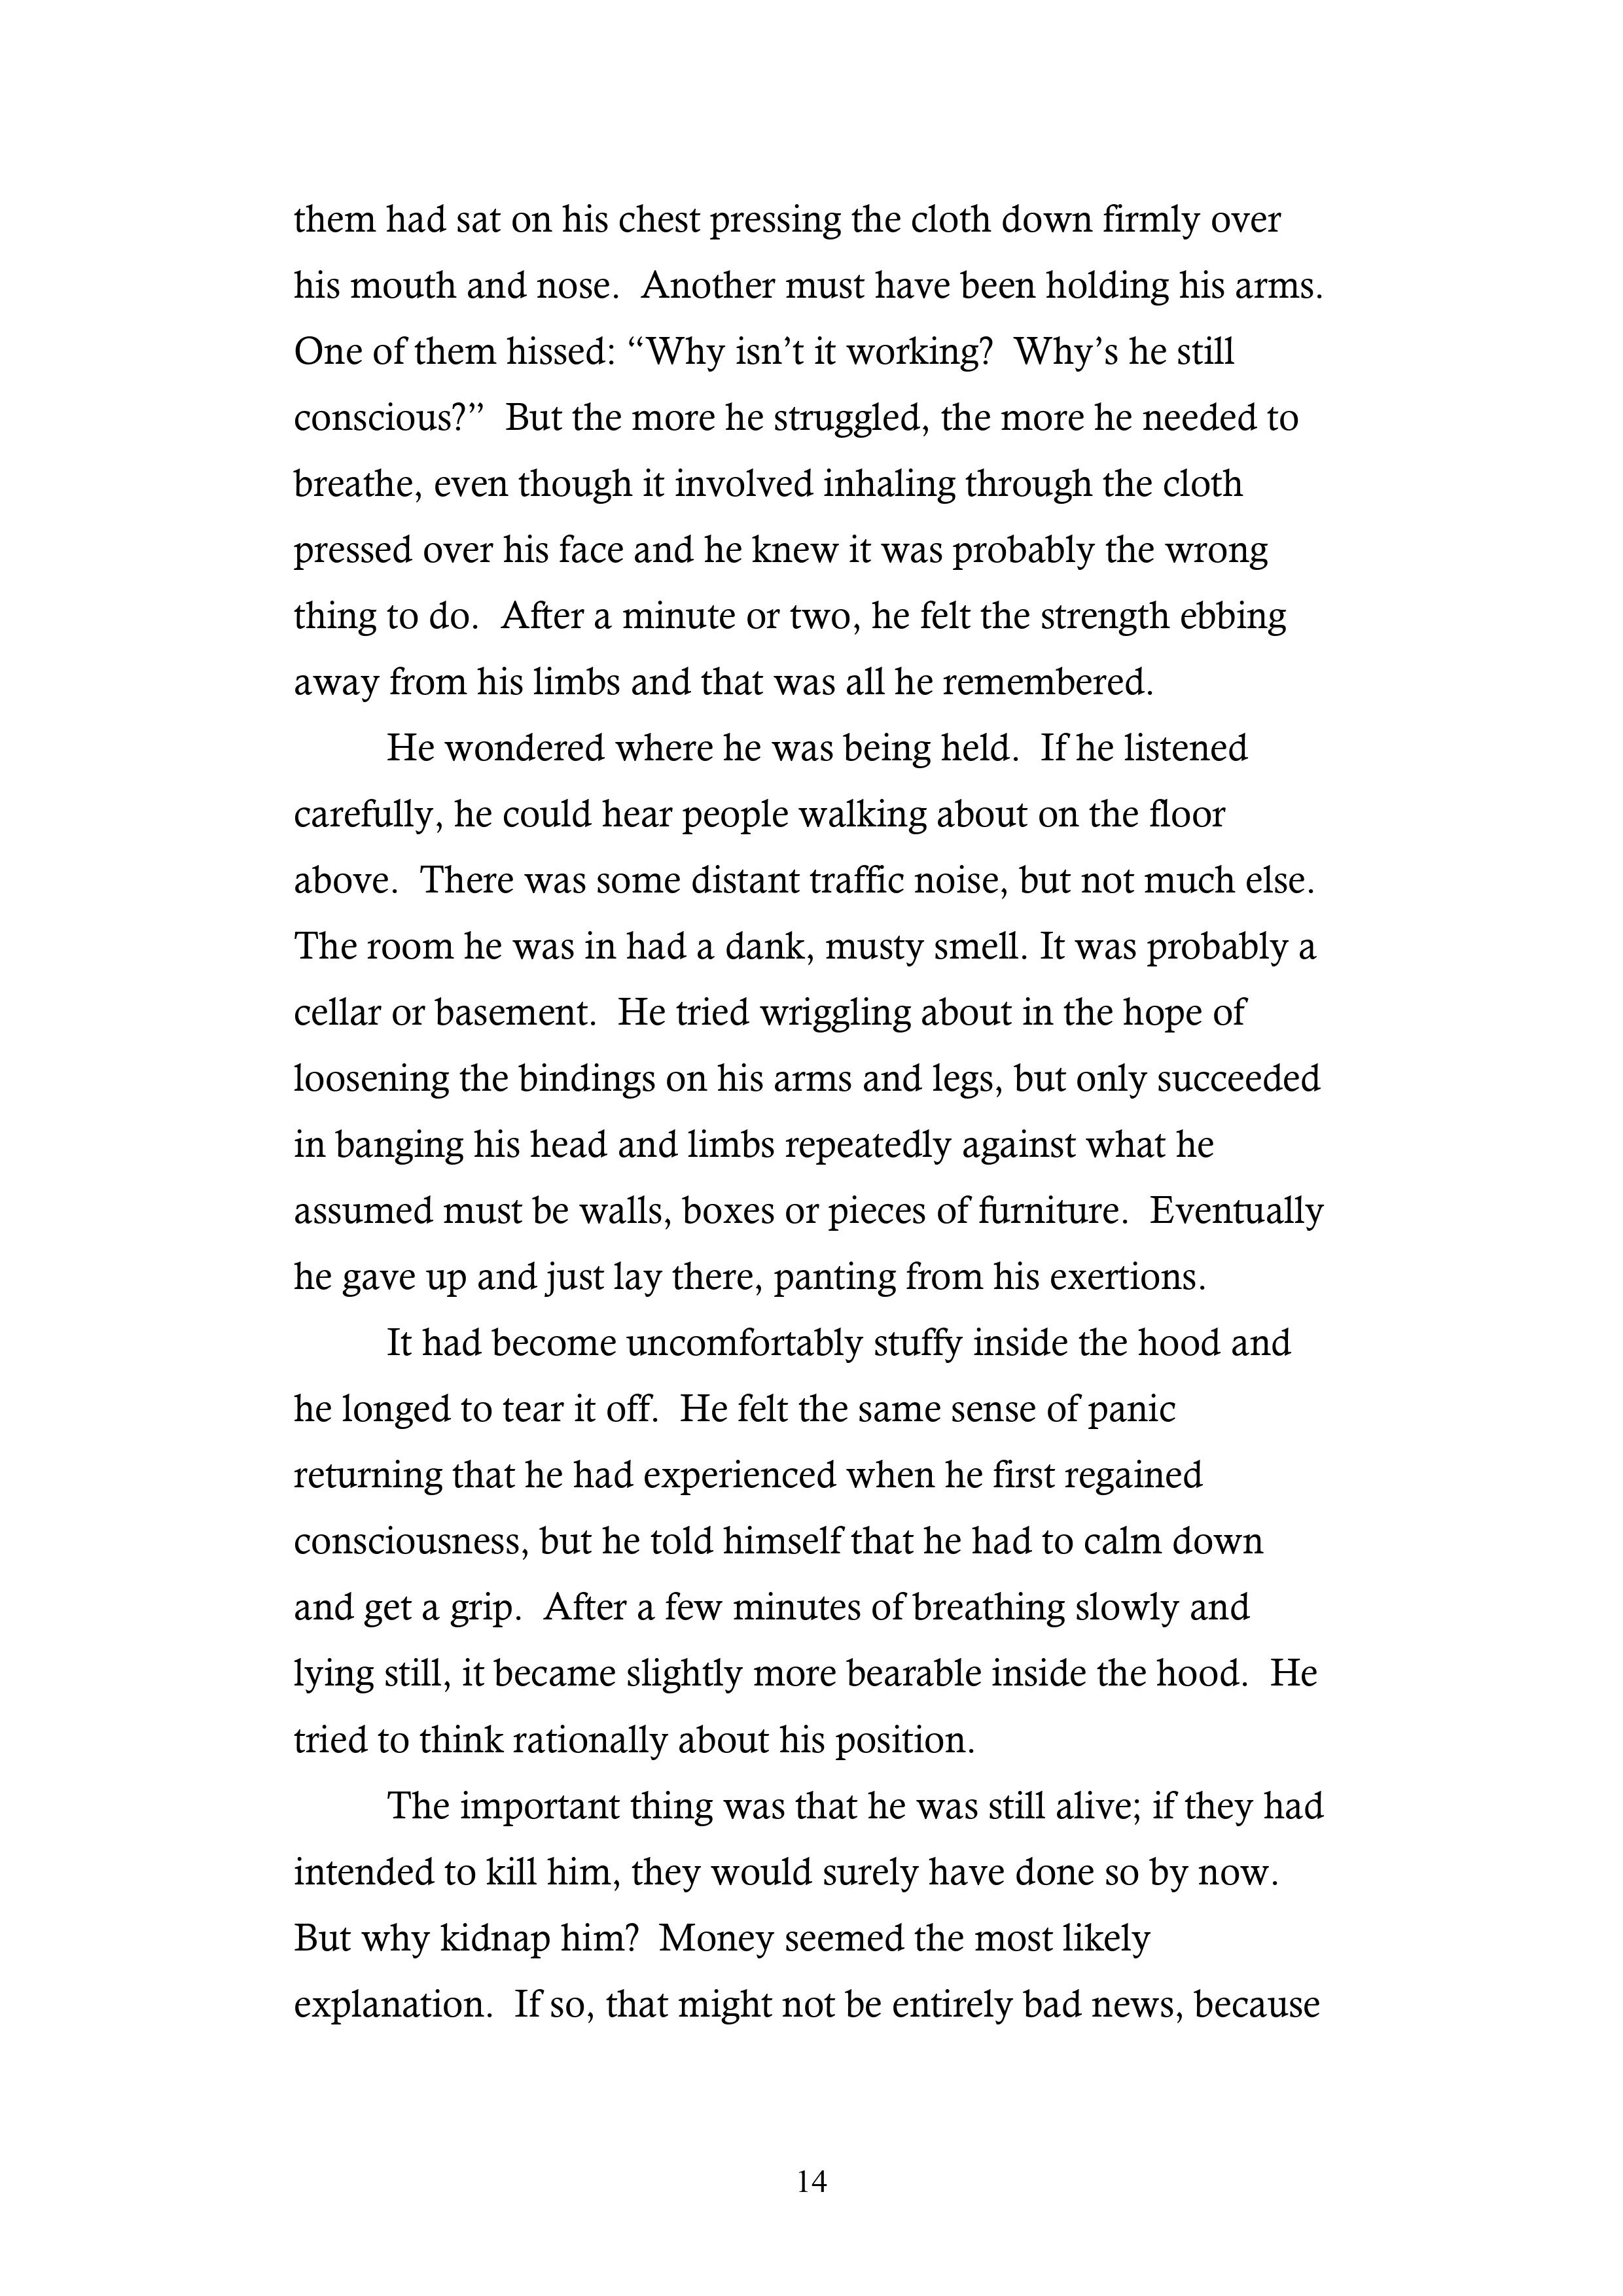 them had sat on his chest pressing the cloth down firmly over
his mouth and nose.  Another must have been holding his arms.
One of them hissed: “Why isn’t it working?  Why’s he still
conscious?”  But the more he struggled, the more he needed to
breathe, even though it involved inhaling through the cloth
pressed over his face and he knew it was probably the wrong
thing to do.  After a minute or two, he felt the strength ebbing
away from his limbs and that was all he remembered.
He wondered where he was being held.  If he listened
carefully, he could hear people walking about on the floor
above.  There was some distant traffic noise, but not much else.
The room he was in had a dank, musty smell. It was probably a
cellar or basement.  He tried wriggling about in the hope of
loosening the bindings on his arms and legs, but only succeeded
in banging his head and limbs repeatedly against what he
assumed must be walls, boxes or pieces of furniture.  Eventually
he gave up and just lay there, panting from his exertions.
It had become uncomfortably stuffy inside the hood and
he longed to tear it off.  He felt the same sense of panic
returning that he had experienced when he first regained
consciousness, but he told himself that he had to calm down
and get a grip.  After a few minutes of breathing slowly and
lying still, it became slightly more bearable inside the hood.  He
tried to think rationally about his position.
The important thing was that he was still alive; if they had
intended to kill him, they would surely have done so by now.
But why kidnap him?  Money seemed the most likely
explanation.  If so, that might not be entirely bad news, because
14